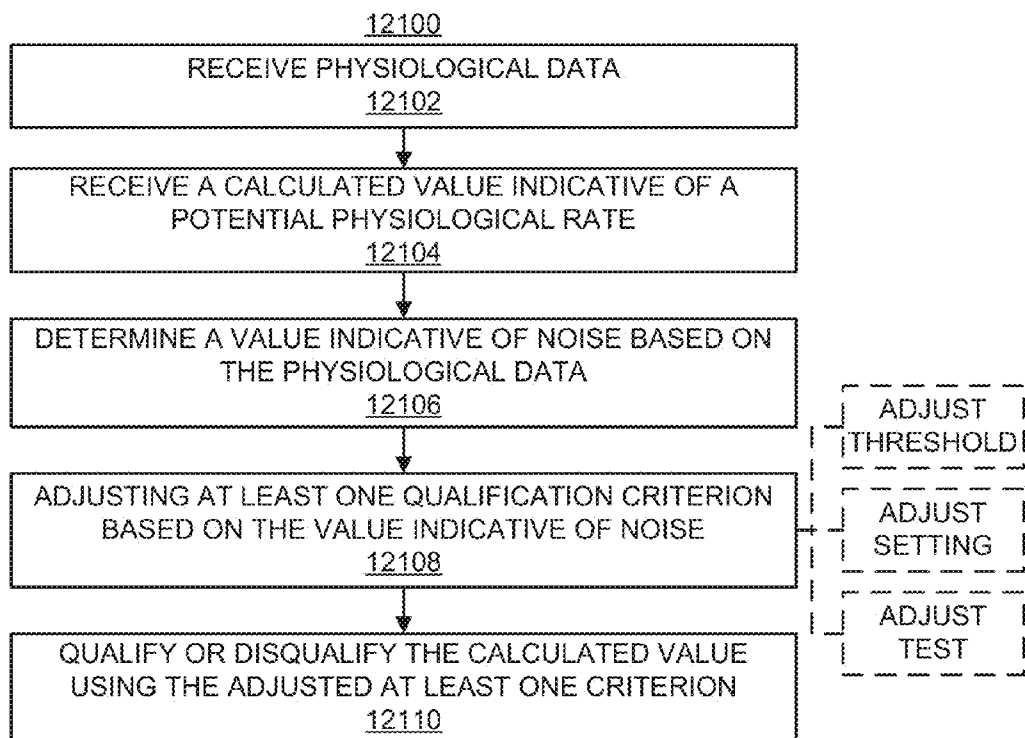 12100
RECEIVE PHYSIOLOGICAL DATA
12102
RECEIVE A CALCULATED VALUE INDICATIVE OF A
POTENTIAL PHYSIOLOGICAL RATE
12104
DETERMINE A VALUE INDICATIVE OF NOISE BASED ON
THE PHYSIOLOGICAL DATA
12106
ADJUSTING AT LEAST ONE QUALIFICATION CRITERION
BASED ON THE VALUE INDICATIVE OF NOISE
12108
ADJUST
THRESHOLD
ADJUST
SETTING
ADJUST
TEST
QUALIFY OR DISQUALIFY THE CALCULATED VALUE
USING THE ADJUSTED AT LEAST ONE CRITERION
12110